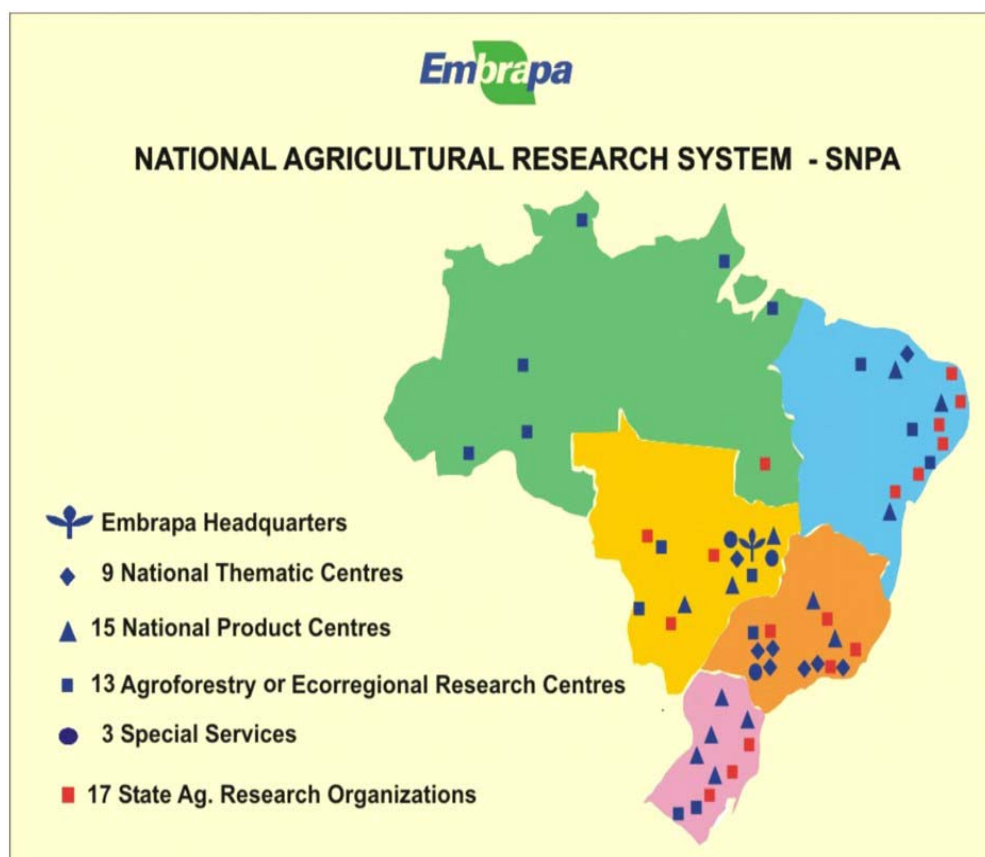 Embrapa
NATIONAL AGRICULTURAL RESEARCH SYSTEM - SNPA
Embrapa Headquarters
9 National Thematic Centres
15 National Product Centres
13 Agroforestry or Ecorregional Research Centres
3 Special Services
17 State Ag. Research Organizations